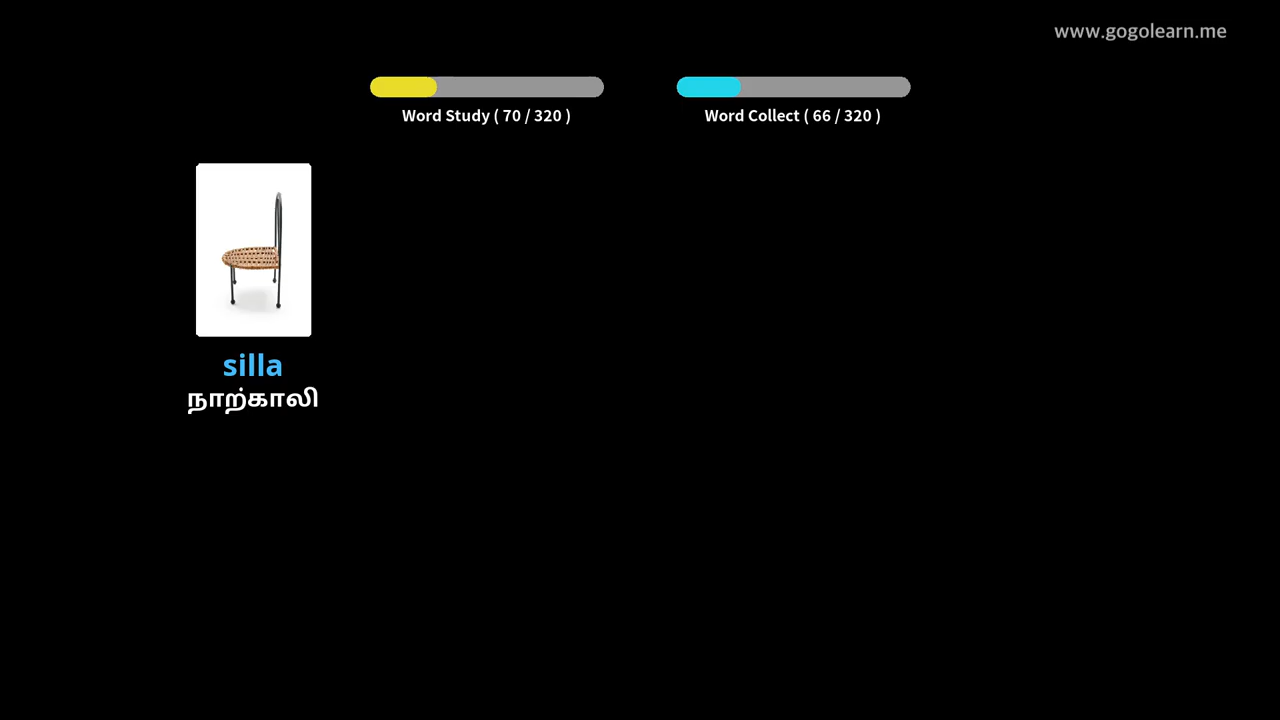 www.gogolearn.me
Word Study ( 70 / 320 )
Word Collect ( 66 / 320 )
silla
நாற்காலி